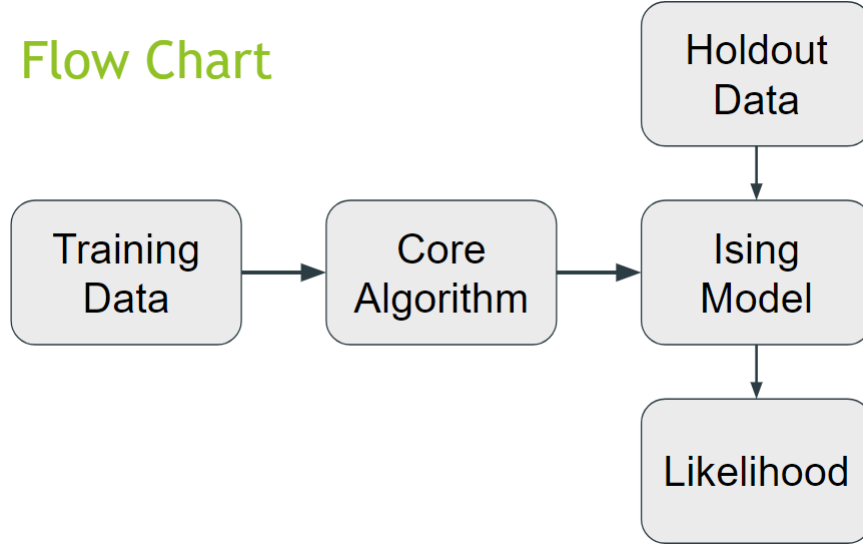 Flow Chart
Holdout
Data
Training
Data
Core
Algorithm
Ising
Model
Likelihood